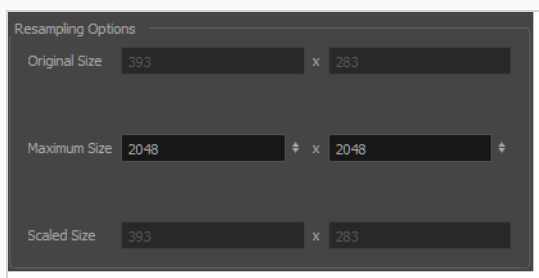 Resampling Options
Original Size 393 x 283
Maximum Size 2048 x 2048
Scaled Size 393 x 283